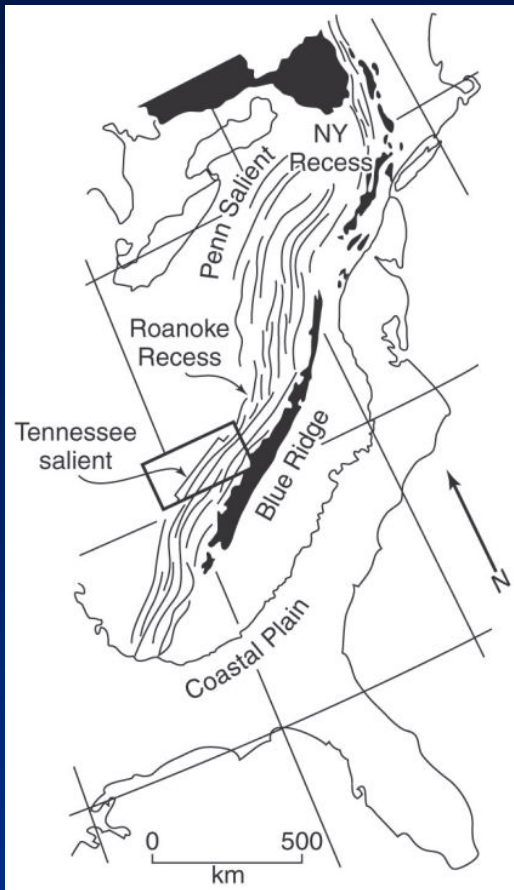 NY
Recess
Penn Salient
Roanoke
Recess
Tennessee
salient
Blue Ridge
N
Coastal Plain
0 500
km